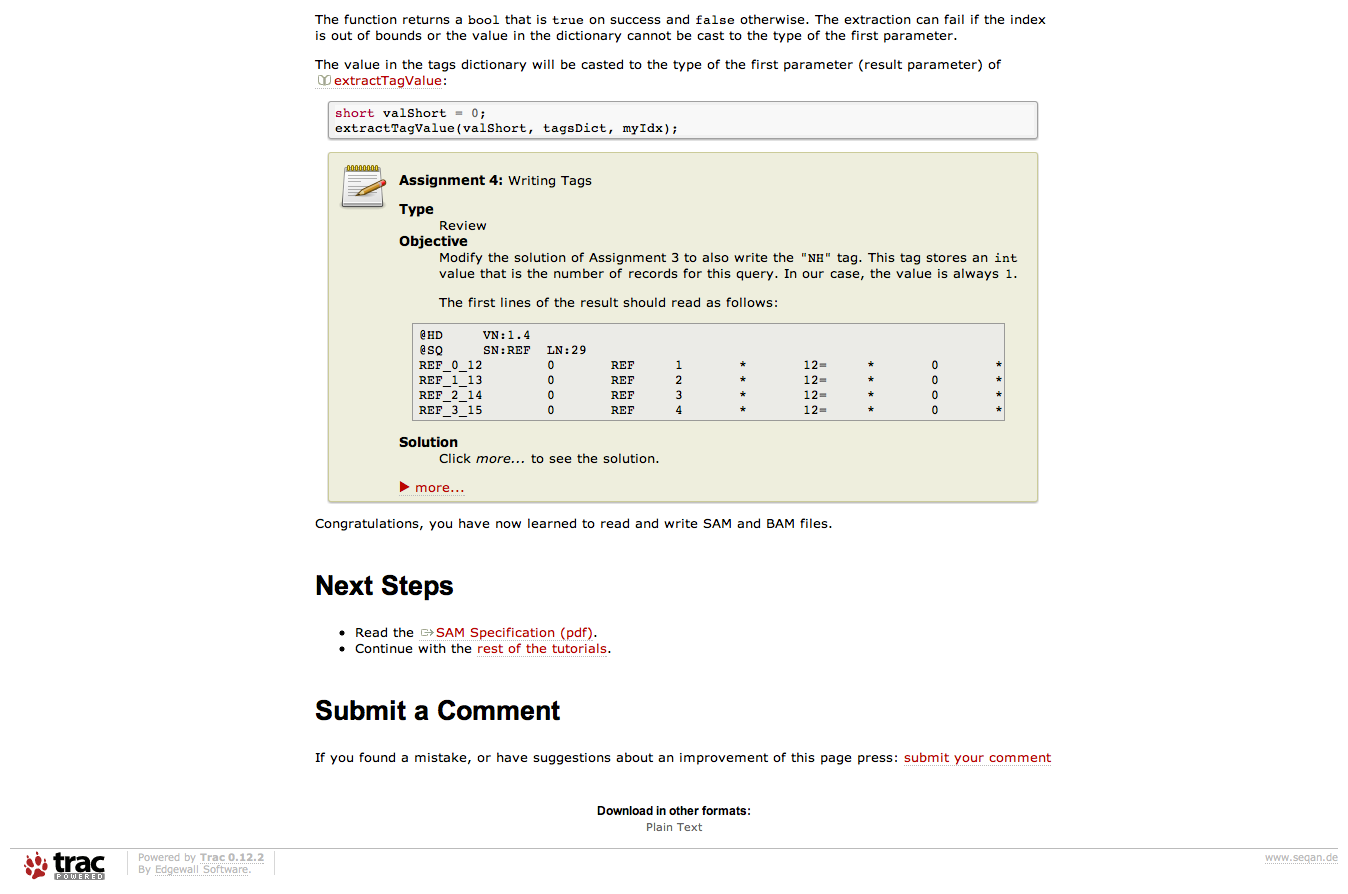 The function returns a bool that is true on success and false otherwise. The extraction can fail if the index
is out of bounds or the value in the dictionary cannot be cast to the type of the first parameter.
The value in the tags dictionary will be casted to the type of the first parameter (result parameter) of
extractTagValue:
short valShort = 0;
extractTagValue(valShort, tagsDict, myIdx);
Assignment 4: Writing Tags
Type
Review
Objective
Modify the solution of Assignment 3 to also write the "NH" tag. This tag stores an int
value that is the number of records for this query. In our case, the value is always 1.
The first lines of the result should read as follows:
@HD VN:1.4
@SQ SN:REF LN:29
REF_0_12 0 REF 1 * 12= * 0 *
REF_1_13 0 REF 2 * 12= * 0 *
REF_2_14 0 REF 3 * 12= * 0 *
REF_3_15 0 REF 4 * 12= * 0 *
Solution
Click more... to see the solution.
more...
Congratulations, you have now learned to read and write SAM and BAM files.
Next Steps
• Read the SAM Specification (pdf).
• Continue with the rest of the tutorials.
Submit a Comment
If you found a mistake, or have suggestions about an improvement of this page press: submit your comment
Download in other formats:
Plain Text
trac
POWERED
Powered by Trac 0.12.2
By Edgewall Software.
www.seqan.de